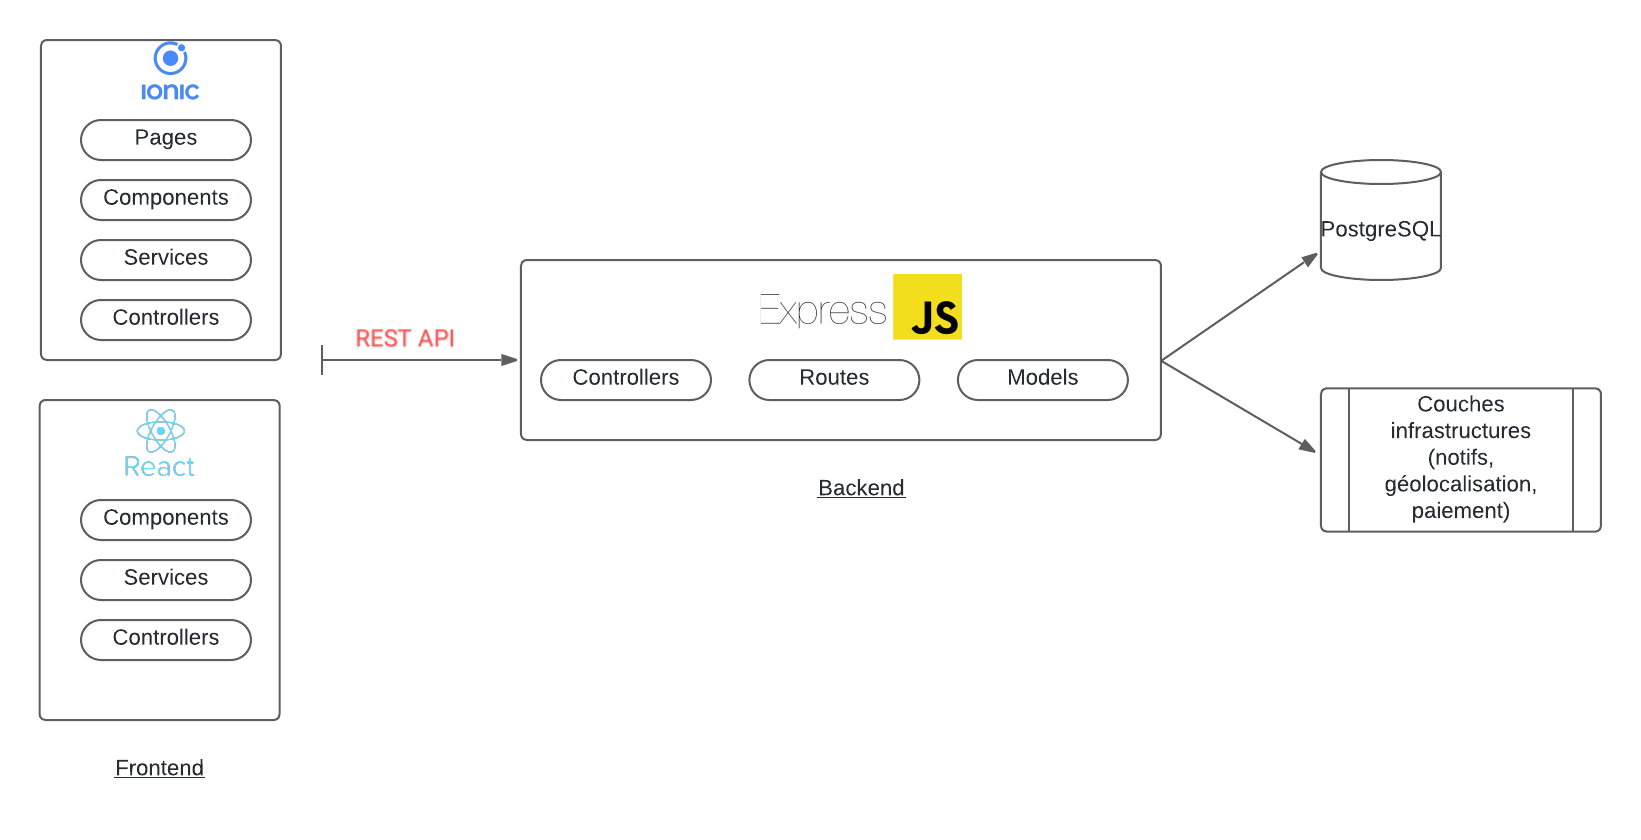 IONIC
Pages
Components
Services
Controllers
React
Components
Services
Controllers
Frontend
REST API
Express JS
Controllers
Routes
Models
Backend
PostgreSQL
Couches
infrastructures
(notifs,
géolocalisation,
paiement)